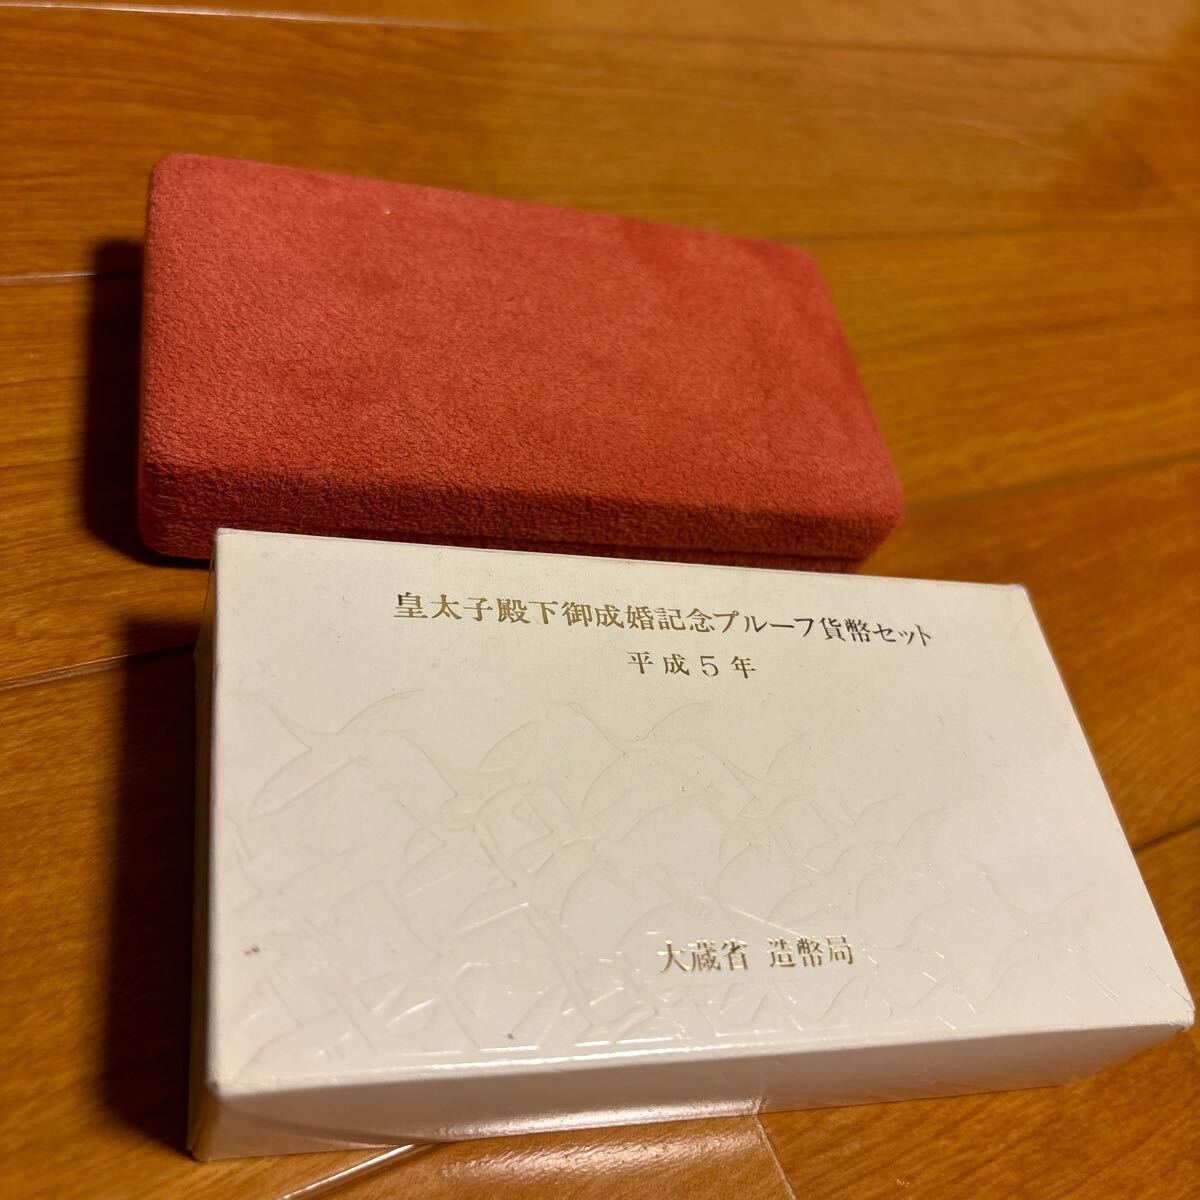 皇太子殿下御成婚記念プルーフ貨幣セット
平成5年
大蔵省 造幣局